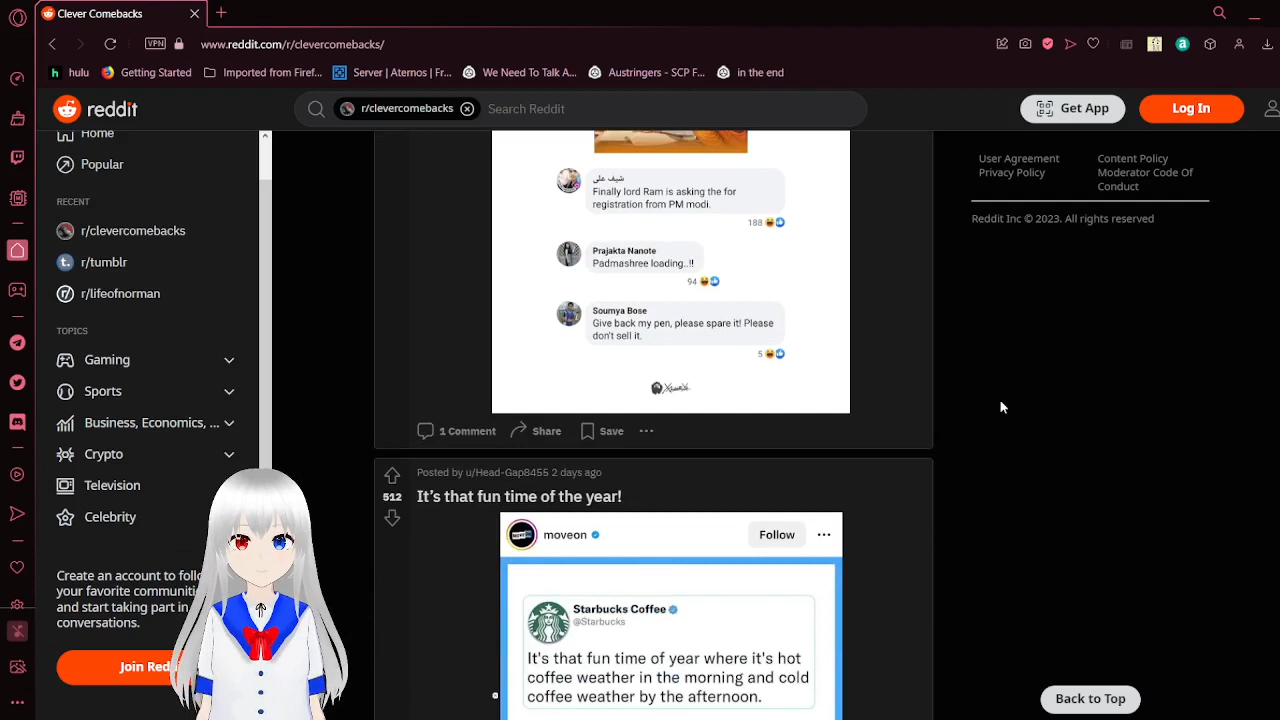 Clever Comebacks
VPN
www.reddit.com/r/clevercomebacks/
h hulu
Getting Started
Imported from Firef...
Server | Aternos | Fr...
We Need To Talk A...
Austringers - SCP F...
in the end
reddit
r/clevercomebacks
Search Reddit
Get App
Log In
Home
Popular
RECENT
r/clevercomebacks
r/tumblr
r/lifeofnorman
TOPICS
Gaming
Sports
Business, Economics, ...
Crypto
Television
Celebrity
Create an account to follo
your favorite communiti
and start taking part in
conversations.
Join Red
شيف علی
Finally lord Ram is asking the for
registration from PM modi.
188
Prajakta Nanote
Padmashree loading..!!
94
Soumya Bose
Give back my pen, please spare it! Please
don't sell it.
5
1 Comment
Share
Save
Posted by u/Head-Gap8455 2 days ago
512
It's that fun time of the year!
moveon
Follow
Starbucks Coffee
@Starbucks
It's that fun time of year where it's hot
coffee weather in the morning and cold
coffee weather by the afternoon.
User Agreement
Privacy Policy
Content Policy
Moderator Code Of
Conduct
Reddit Inc © 2023. All rights reserved
Back to Top